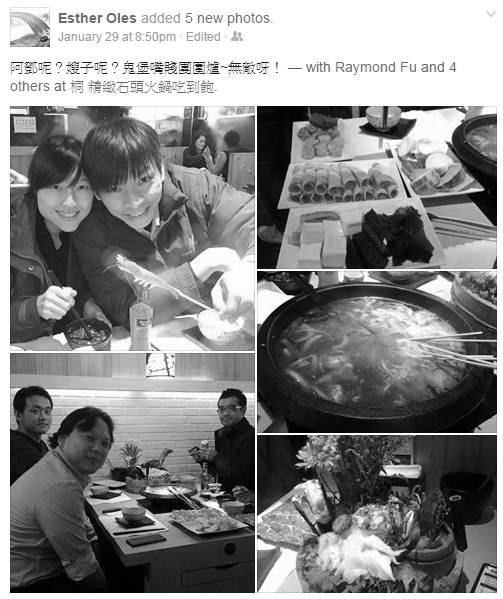 Esther Oles added 5 new photos.
January 29 at 8:50pm · Edited ·
阿鄧呢？嫂子呢？鬼堡嘴賤團圍爐~無敵呀！ — with Raymond Fu and 4
others at 桐 精緻石頭火鍋吃到飽.